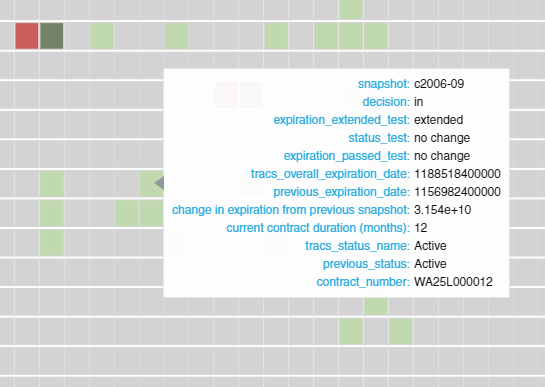 snapshot: c2006-09
decision: in
expiration_extended_test: extended
status_test: no change
expiration_passed_test: no change
tracs_overall_expiration_date: 1188518400000
previous_expiration_date: 1156982400000
change in expiration from previous snapshot: 3.154e+10
current contract duration (months): 12
tracs_status_name: Active
previous_status: Active
contract_number: WA25L000012